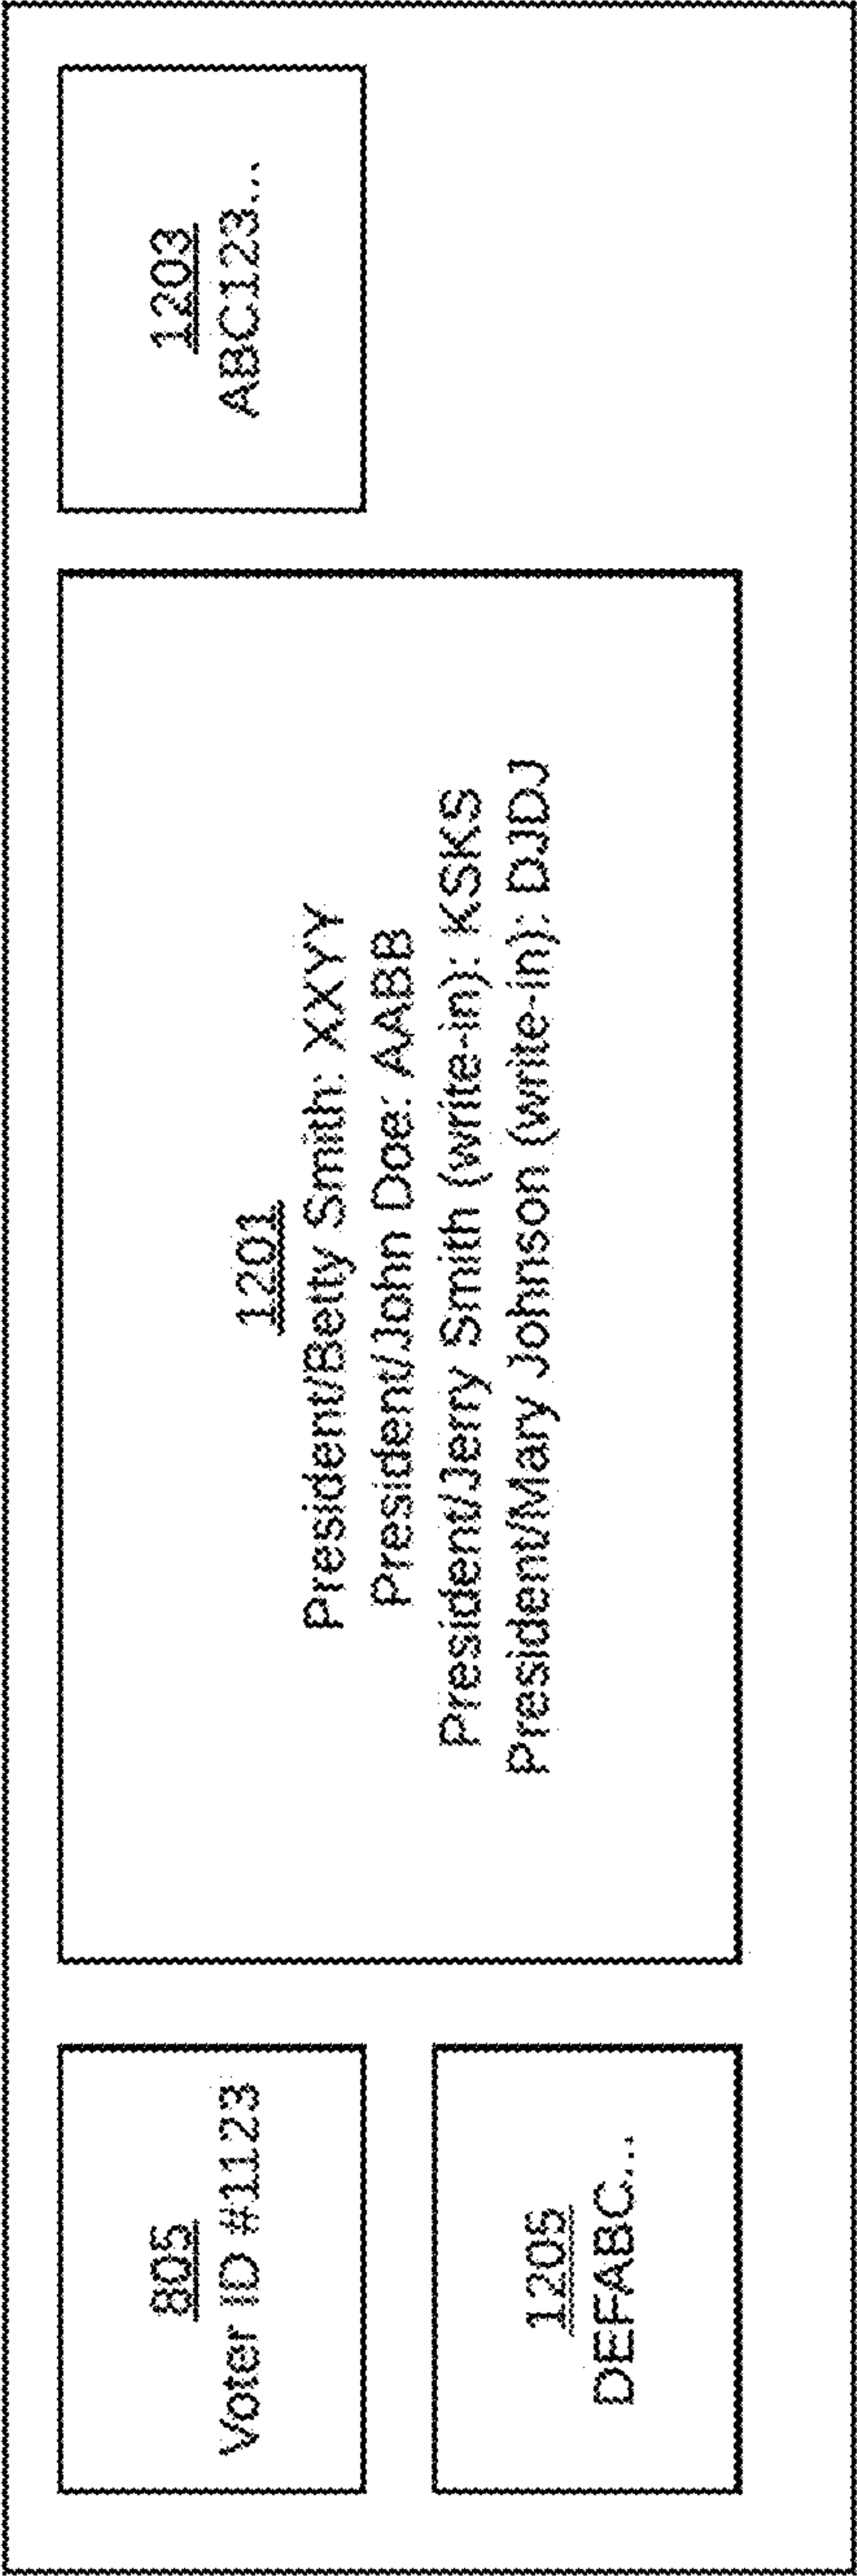 805
Voter ID #1123
1205
DEFABC...
1201
President/Betty Smith: XXYY
President/John Doe: AABB
President/Jerry Smith (write-in): KSKS
President/Mary Johnson (write-in): DJDJ
1203
ABC123...